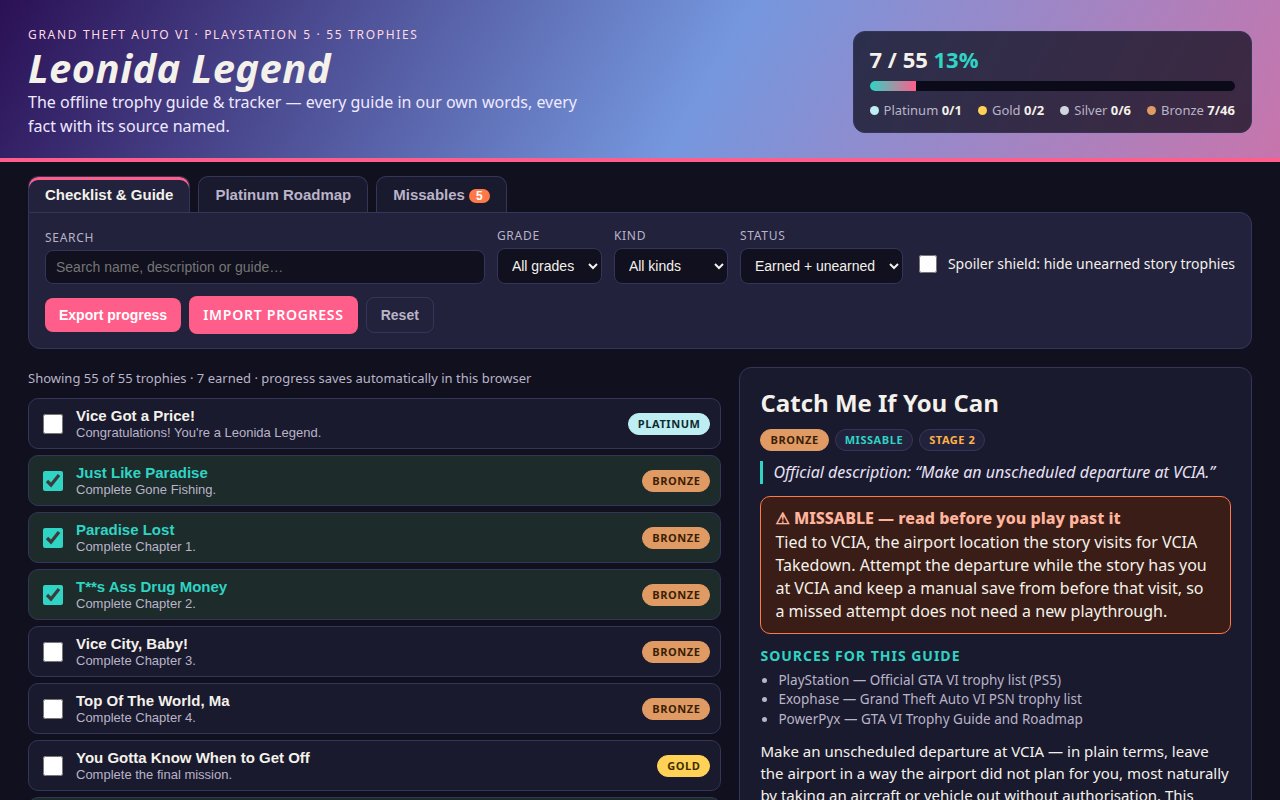 GRAND THEFT AUTO VI · PLAYSTATION 5 · 55 TROPHIES
Leonida Legend
The offline trophy guide & tracker — every guide in our own words, every
fact with its source named.
7 / 55 13%
Platinum 0/1 Gold 0/2 Silver 0/6 Bronze 7/46
Checklist & Guide
Platinum Roadmap
Missables 5
SEARCH
Search name, description or guide…
GRADE
All grades
KIND
All kinds
STATUS
Earned + unearned
Spoiler shield: hide unearned story trophies
Export progress
IMPORT PROGRESS
Reset
Showing 55 of 55 trophies · 7 earned · progress saves automatically in this browser
Vice Got a Price!
Congratulations! You're a Leonida Legend.
PLATINUM
Just Like Paradise
Complete Gone Fishing.
BRONZE
Paradise Lost
Complete Chapter 1.
BRONZE
T**s Ass Drug Money
Complete Chapter 2.
BRONZE
Vice City, Baby!
Complete Chapter 3.
BRONZE
Top Of The World, Ma
Complete Chapter 4.
BRONZE
You Gotta Know When to Get Off
Complete the final mission.
GOLD
Catch Me If You Can
BRONZE
MISSABLE
STAGE 2
Official description: “Make an unscheduled departure at VCIA.”
⚠ MISSABLE — read before you play past it
Tied to VCIA, the airport location the story visits for VCIA
Takedown. Attempt the departure while the story has you
at VCIA and keep a manual save from before that visit, so
a missed attempt does not need a new playthrough.
SOURCES FOR THIS GUIDE
• PlayStation — Official GTA VI trophy list (PS5)
• Exophase — Grand Theft Auto VI PSN trophy list
• PowerPyx — GTA VI Trophy Guide and Roadmap
Make an unscheduled departure at VCIA — in plain terms, leave
the airport in a way the airport did not plan for you, most naturally
by taking an aircraft or vehicle out without authorisation. This